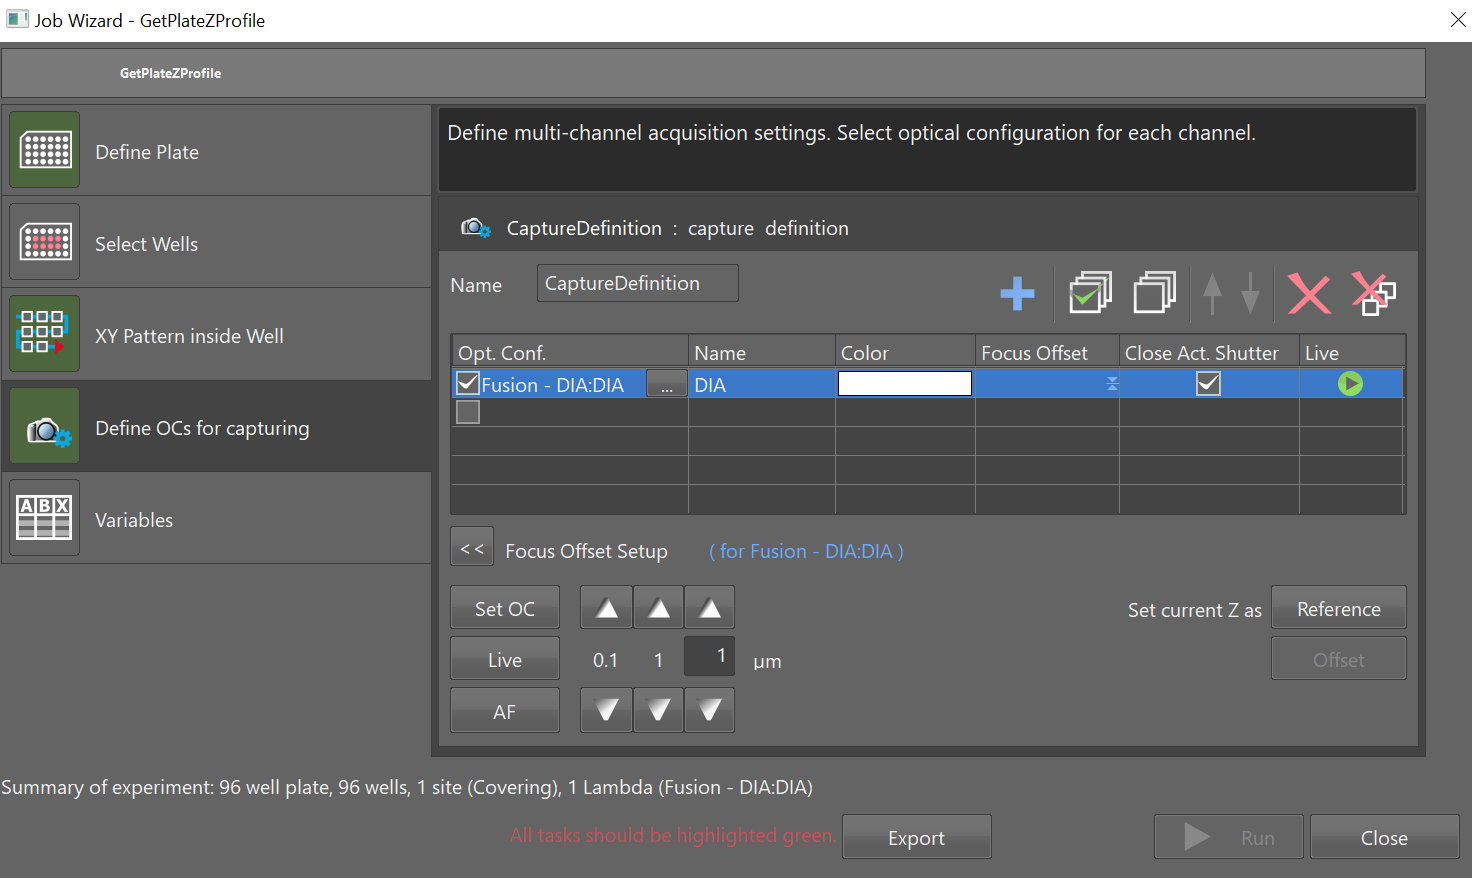 Job Wizard - GetPlateZProfile
GetPlateZProfile
Define Plate
Select Wells
XY Pattern inside Well
Define OCs for capturing
ABX
Variables
Define multi-channel acquisition settings. Select optical configuration for each channel.
CaptureDefinition : capture definition
Name CaptureDefinition
Opt. Conf. Name Color Focus Offset Close Act. Shutter Live
Fusion - DIA:DIA ... DIA
<< Focus Offset Setup ( for Fusion - DIA:DIA )
Set OC Set current Z as Reference
Live 0.1 1 1 µm Offset
AF
Summary of experiment: 96 well plate, 96 wells, 1 site (Covering), 1 Lambda (Fusion - DIA:DIA)
All tasks should be highlighted green. Export Run Close